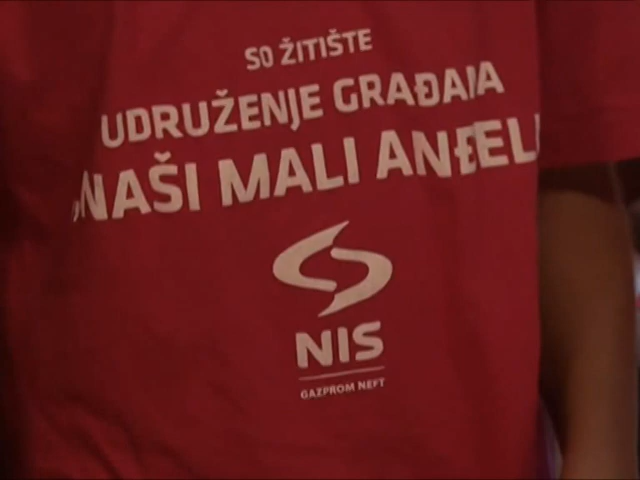 SO ŽITIŠTE
UDRUŽENJE GRAĐANA
„NAŠI MALI ANĐELI
NIS
GAZPROM NEFT